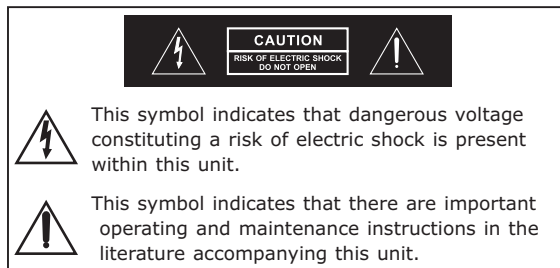 CAUTION
RISK OF ELECTRIC SHOCK
DO NOT OPEN
This symbol indicates that dangerous voltage
constituting a risk of electric shock is present
within this unit.
This symbol indicates that there are important
operating and maintenance instructions in the
literature accompanying this unit.